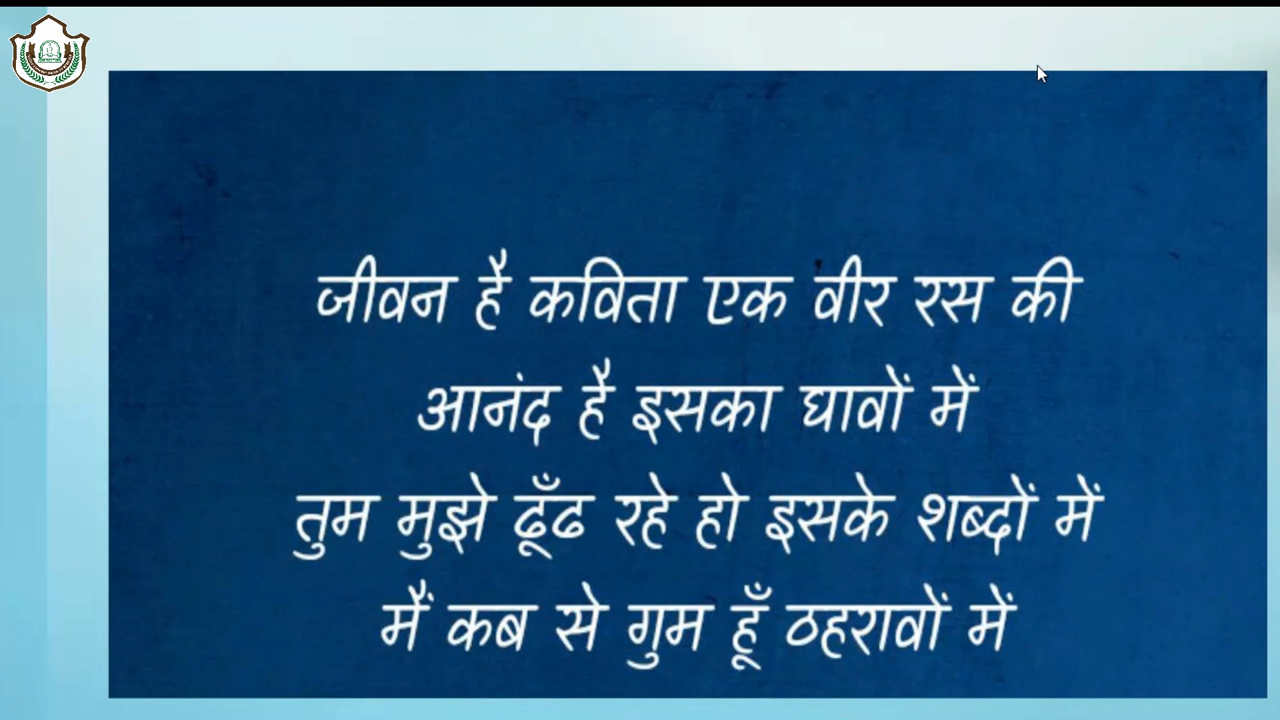 जीवन है कविता एक वीर रस की
आनंद है इसका घावों में
तुम मुझे ढूँढ रहे हो इसके शब्दों में
मैं कब से गुम हूँ ठहरावों में